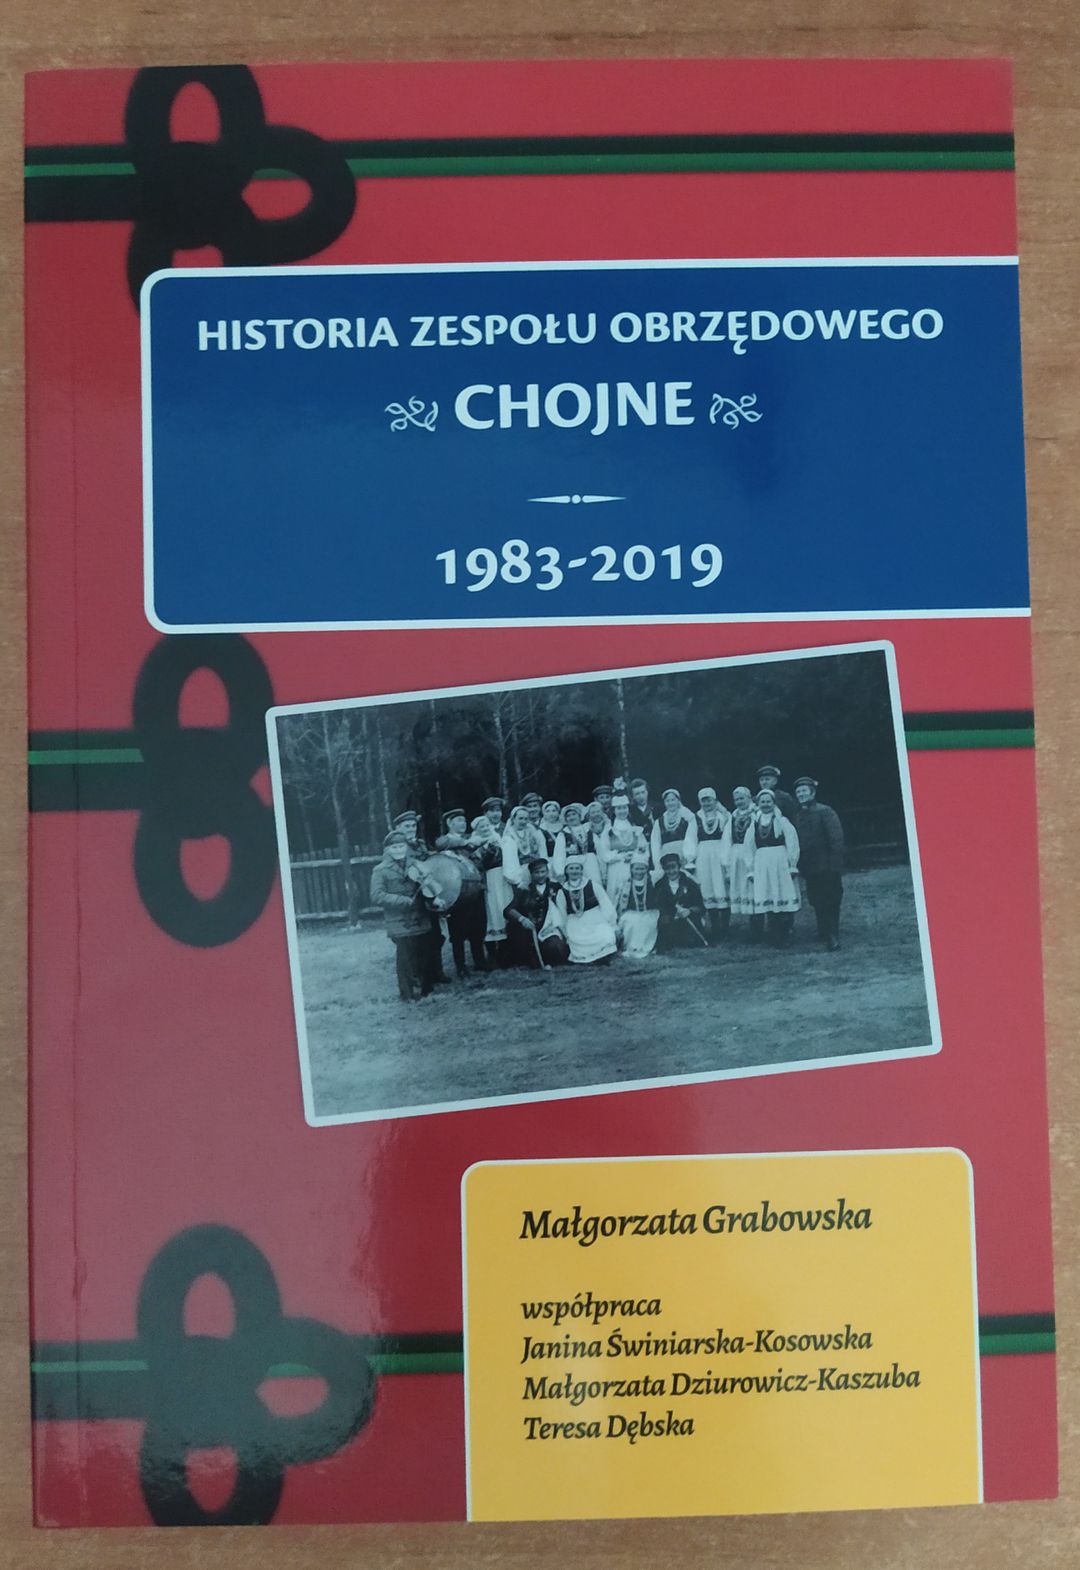 HISTORIA ZESPOŁU OBRZĘDOWEGO
CHOJNE
1983-2019
Małgorzata Grabowska
współpraca
Janina Świniarska-Kosowska
Małgorzata Dziurowicz-Kaszuba
Teresa Dębska